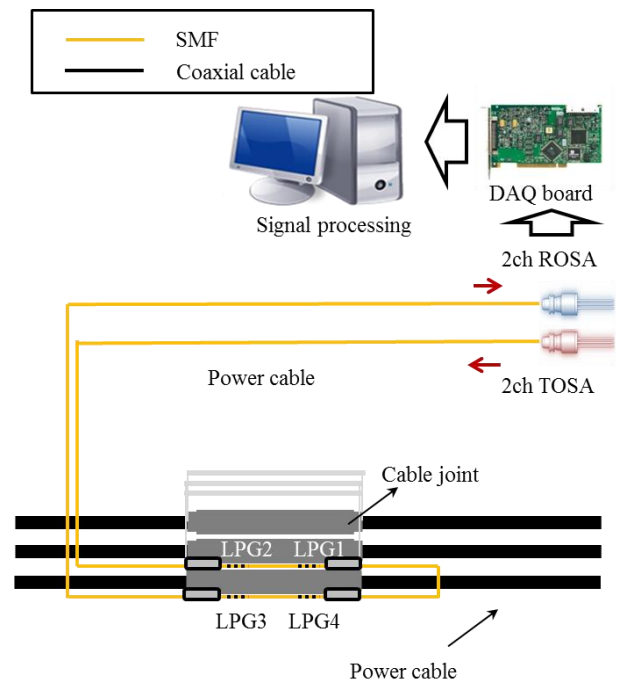 SMF
Coaxial cable
DAQ board
Signal processing
2ch ROSA
Power cable
2ch TOSA
Cable joint
LPG2 LPG1
LPG3 LPG4
Power cable